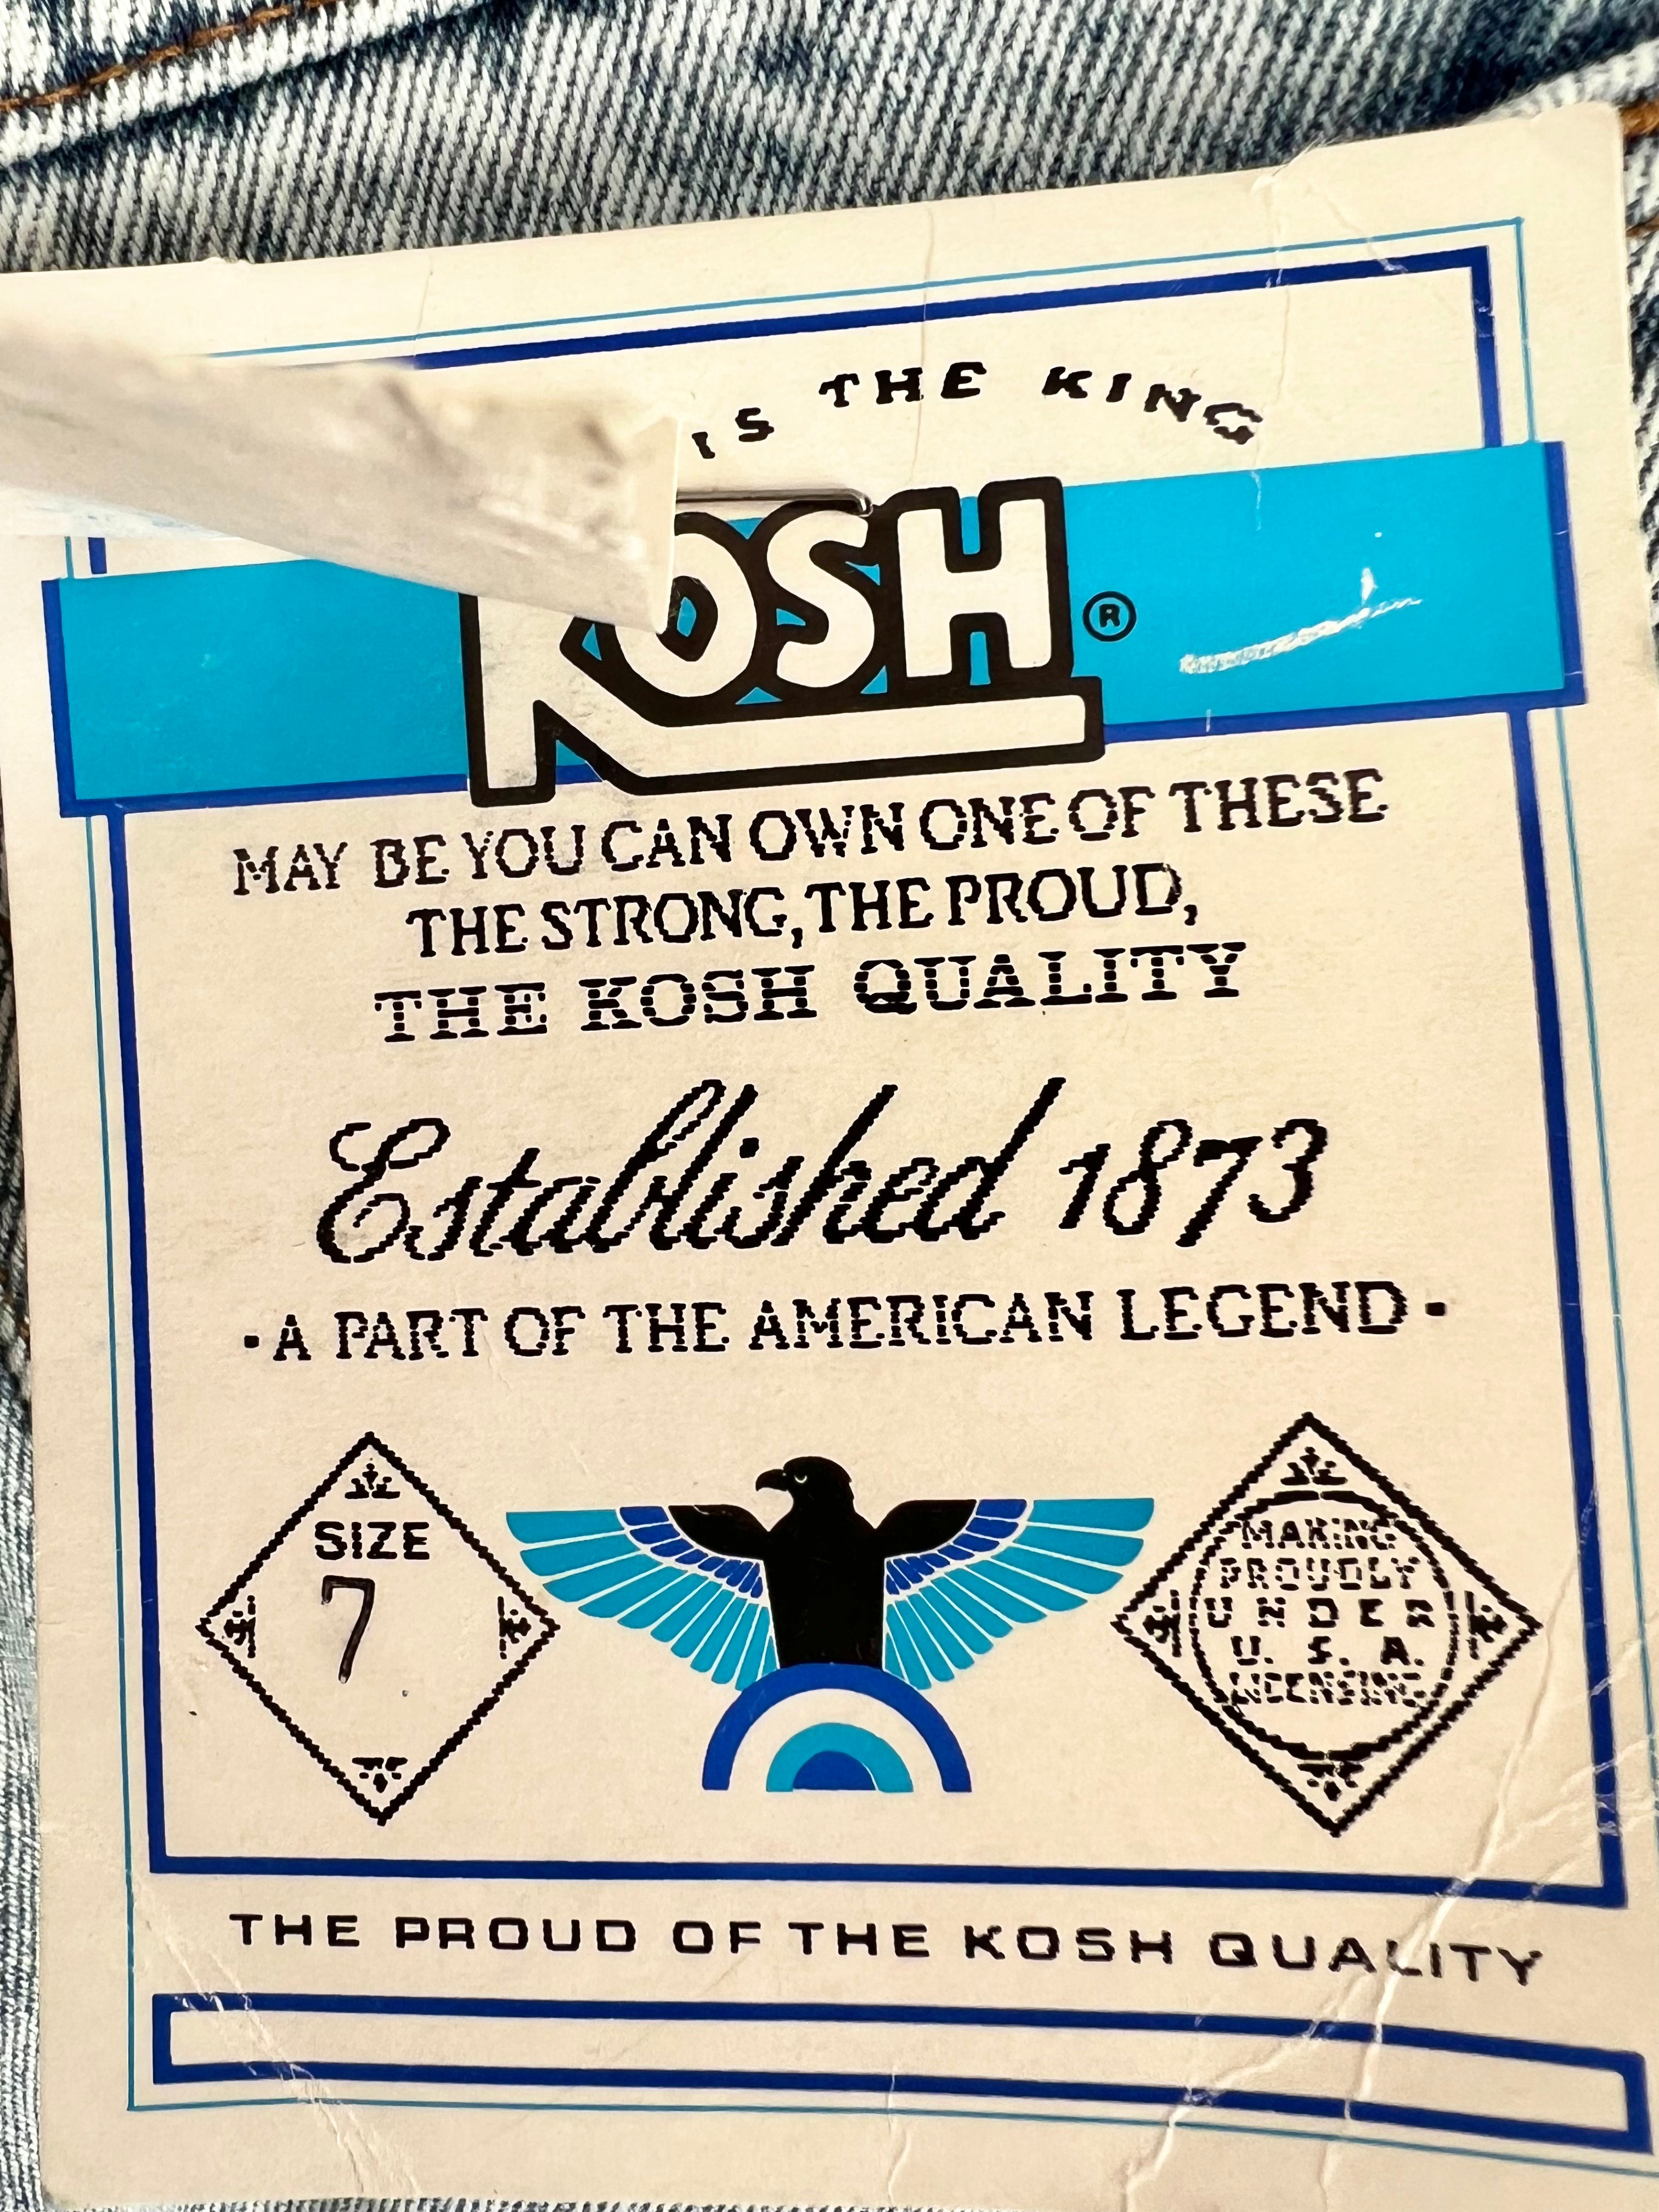 IS THE KING
KOSH ®
MAY BE YOU CAN OWN ONE OF THESE
THE STRONG, THE PROUD,
THE KOSH QUALITY
Established 1873
· A PART OF THE AMERICAN LEGEND ·
SIZE
7
MAKING
PROUDLY
UNDER
U. S. A.
LICENSING
THE PROUD OF THE KOSH QUALITY